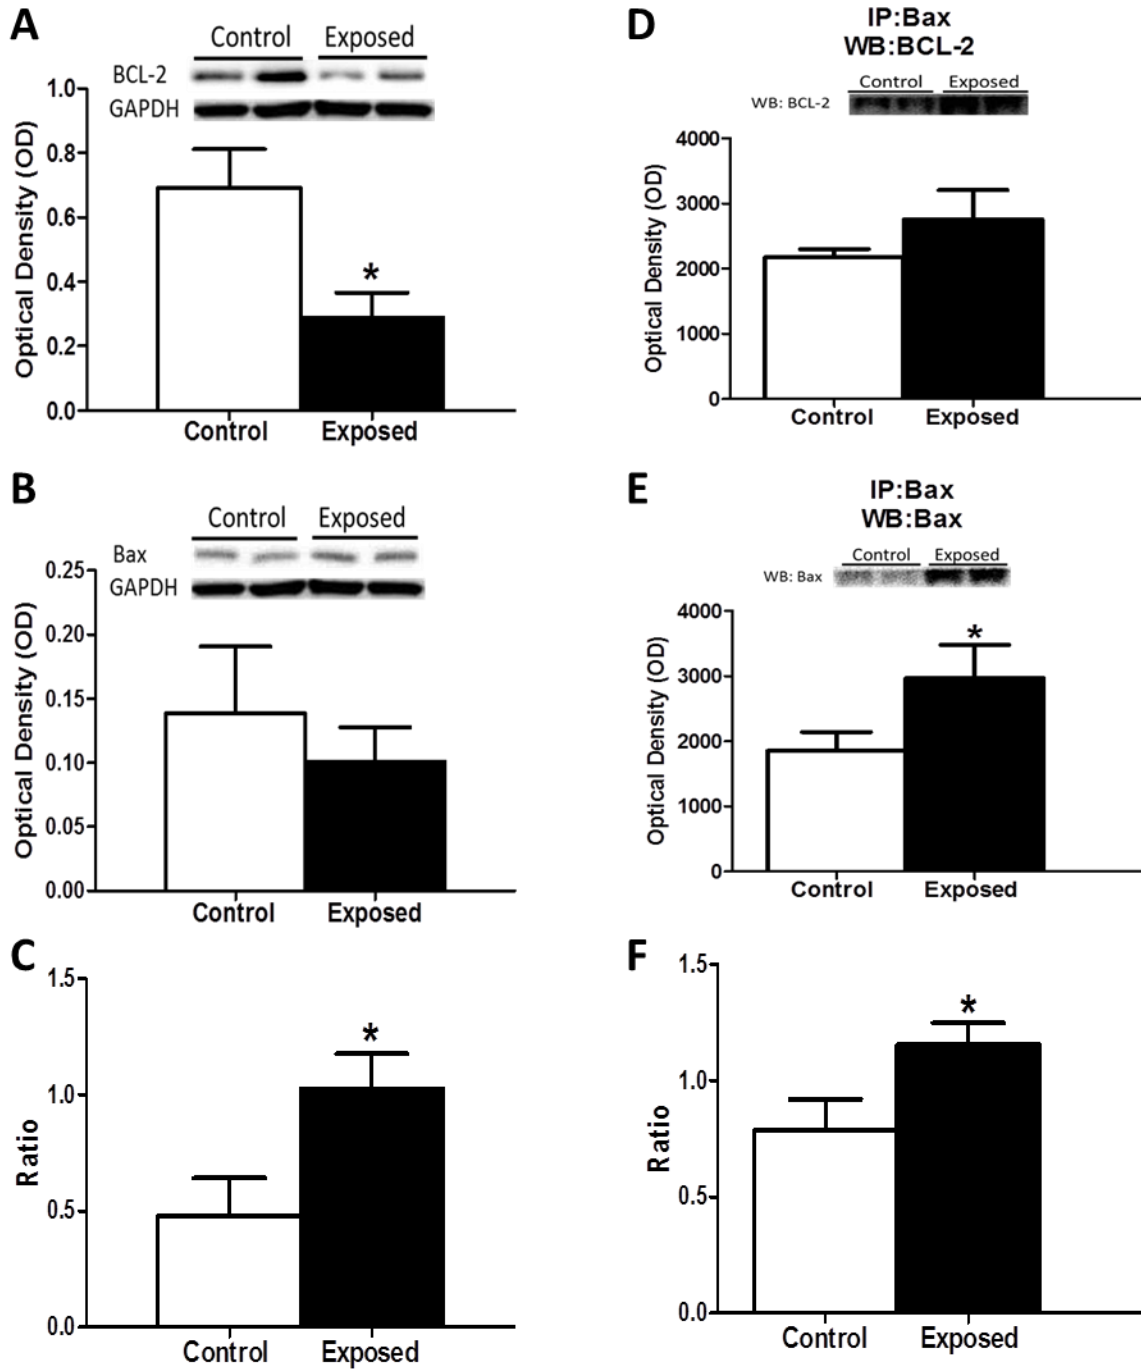 A
Control Exposed
BCL-2
GAPDH
1.0
0.8
0.6
0.4
0.2
0.0
Optical Density (OD)
*
Control Exposed
B
Control Exposed
Bax
GAPDH
0.25
0.20
0.15
0.10
0.05
0.00
Optical Density (OD)
Control Exposed
C
1.5
1.0
0.5
0.0
Ratio
*
Control Exposed
D
IP:Bax
WB:BCL-2
Control Exposed
WB: BCL-2
4000
3000
2000
1000
0
Optical Density (OD)
Control Exposed
E
IP:Bax
WB:Bax
Control Exposed
WB: Bax
4000
3000
2000
1000
0
Optical Density (OD)
*
Control Exposed
F
1.5
1.0
0.5
0.0
Ratio
*
Control Exposed